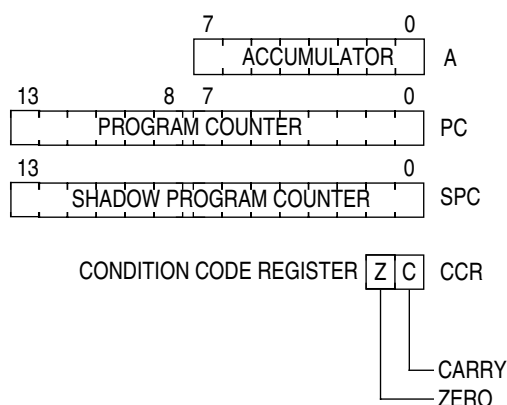 7 0
ACCUMULATOR A
13 8 7 0
PROGRAM COUNTER PC
13 0
SHADOW PROGRAM COUNTER SPC
CONDITION CODE REGISTER Z C CCR
CARRY
ZERO